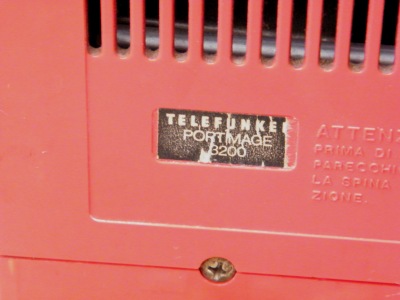 TELEFUNKEN
PORTIMAGE
3200
ATTENZ
PRIMA DI
PARECCHI
LA SPINA
ZIONE.